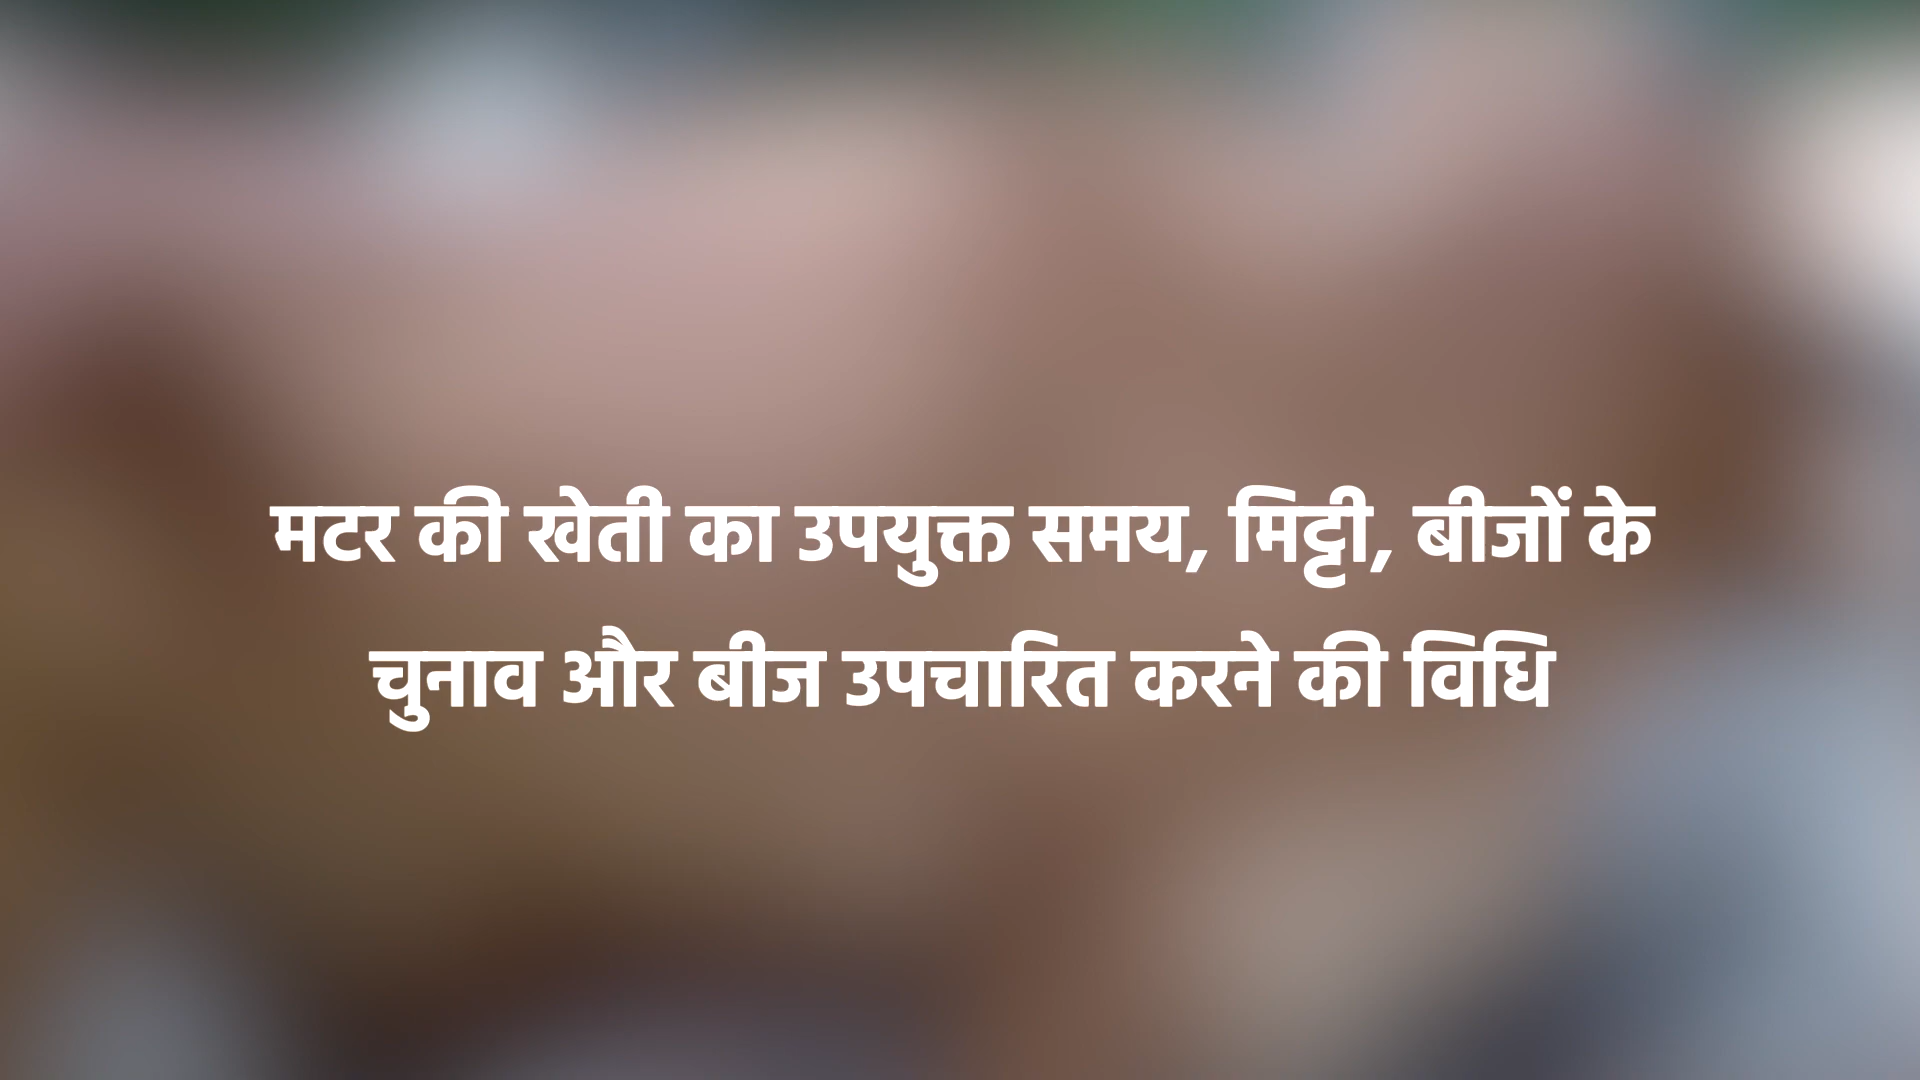 मटर की खेती का उपयुक्त समय, मिट्टी, बीजों के
चुनाव और बीज उपचारित करने की विधि